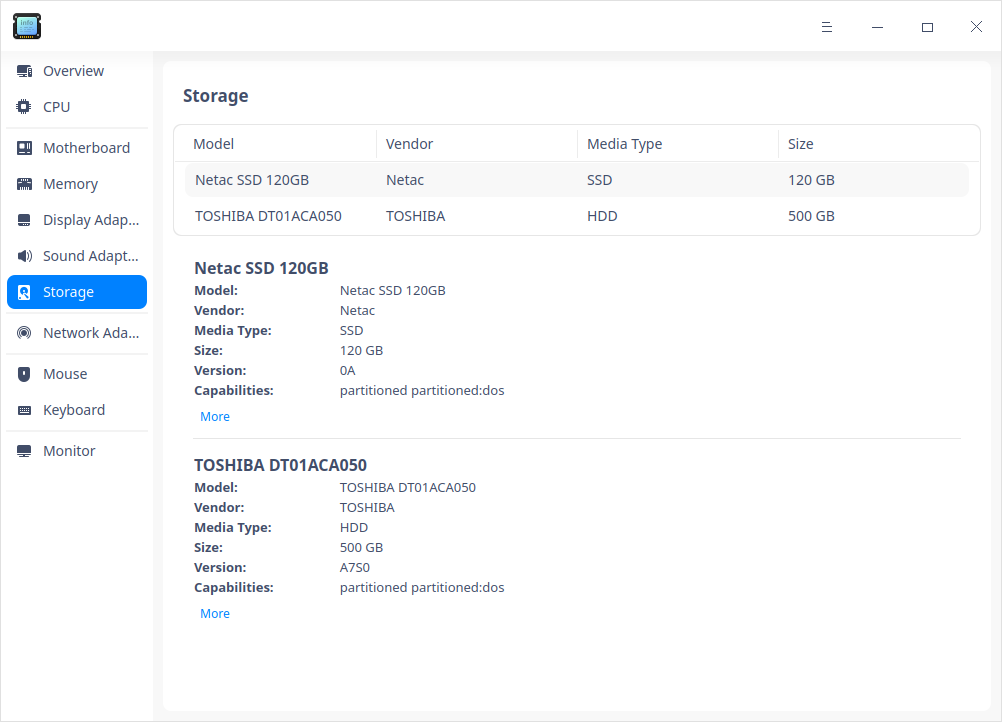 info
Overview
CPU
Motherboard
Memory
Display Adap...
Sound Adapt...
Storage
Network Ada...
Mouse
Keyboard
Monitor
Storage
Model Vendor Media Type Size
Netac SSD 120GB Netac SSD 120 GB
TOSHIBA DT01ACA050 TOSHIBA HDD 500 GB
Netac SSD 120GB
Model: Netac SSD 120GB
Vendor: Netac
Media Type: SSD
Size: 120 GB
Version: 0A
Capabilities: partitioned partitioned:dos
More
TOSHIBA DT01ACA050
Model: TOSHIBA DT01ACA050
Vendor: TOSHIBA
Media Type: HDD
Size: 500 GB
Version: A7S0
Capabilities: partitioned partitioned:dos
More